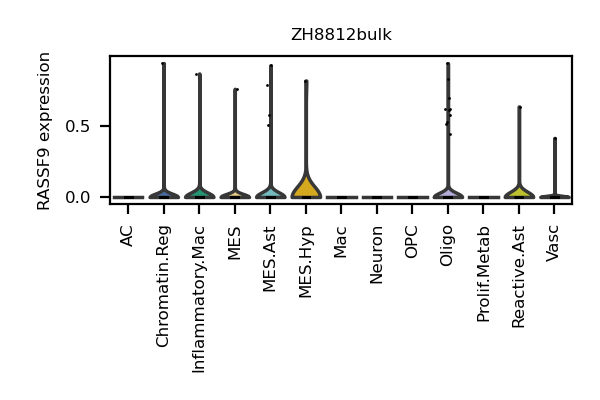 ZH8812bulk
RASSF9 expression
0.5
0.0
AC
Chromatin.Reg
Inflammatory.Mac
MES
MES.Ast
MES.Hyp
Mac
Neuron
OPC
Oligo
Prolif.Metab
Reactive.Ast
Vasc